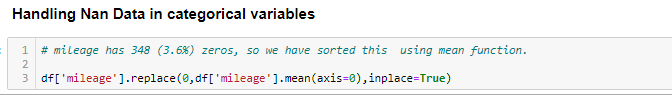 Handling Nan Data in categorical variables
1 # mileage has 348 (3.6%) zeros, so we have sorted this  using mean function.
2
3 df['mileage'].replace(0,df['mileage'].mean(axis=0),inplace=True)